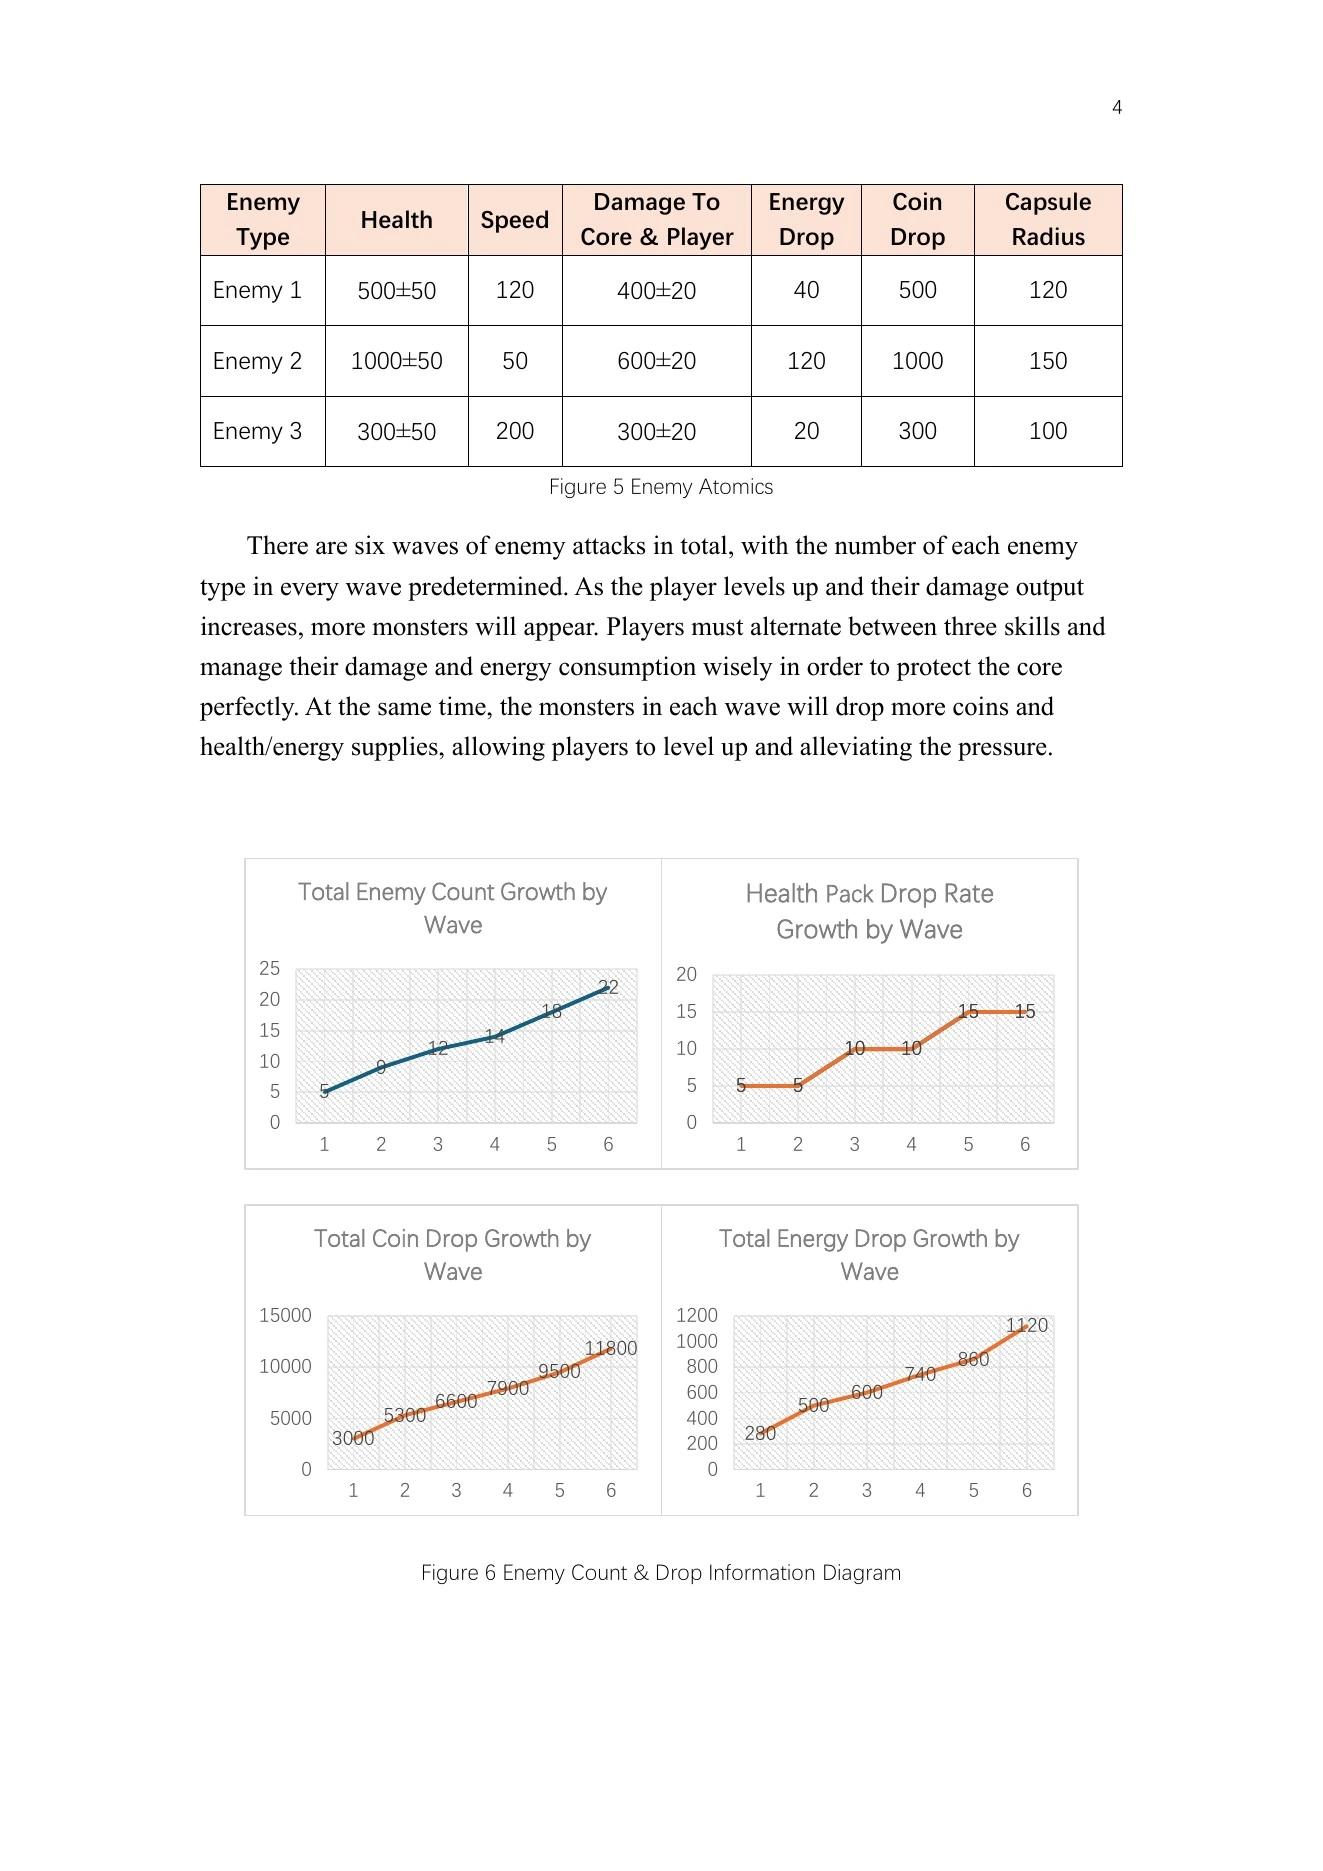 4
Enemy Type Health Speed Damage To Core & Player Energy Drop Coin Drop Capsule Radius
Enemy 1 500±50 120 400±20 40 500 120
Enemy 2 1000±50 50 600±20 120 1000 150
Enemy 3 300±50 200 300±20 20 300 100
Figure 5 Enemy Atomics
There are six waves of enemy attacks in total, with the number of each enemy
type in every wave predetermined. As the player levels up and their damage output
increases, more monsters will appear. Players must alternate between three skills and
manage their damage and energy consumption wisely in order to protect the core
perfectly. At the same time, the monsters in each wave will drop more coins and
health/energy supplies, allowing players to level up and alleviating the pressure.
Total Enemy Count Growth by
Wave
25
20
15
10
5
0
5
9
12
14
18
22
1 2 3 4 5 6
Health Pack Drop Rate
Growth by Wave
20
15
10
5
0
5
5
10
10
15
15
1 2 3 4 5 6
Total Coin Drop Growth by
Wave
15000
10000
5000
0
3000
5300
6600
7900
9500
11800
1 2 3 4 5 6
Total Energy Drop Growth by
Wave
1200
1000
800
600
400
200
0
280
500
600
740
860
1120
1 2 3 4 5 6
Figure 6 Enemy Count & Drop Information Diagram